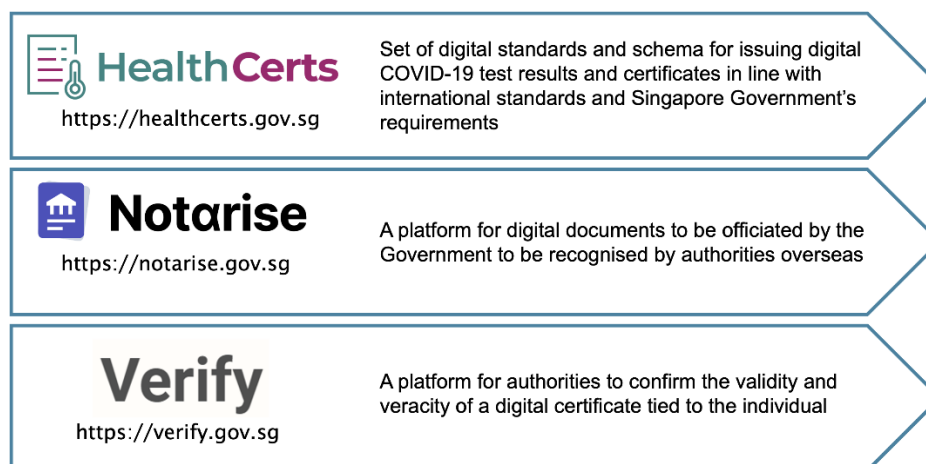 HealthCerts
https://healthcerts.gov.sg
Set of digital standards and schema for issuing digital
COVID-19 test results and certificates in line with
international standards and Singapore Government's
requirements
Notarise
https://notarise.gov.sg
A platform for digital documents to be officiated by the
Government to be recognised by authorities overseas
Verify
https://verify.gov.sg
A platform for authorities to confirm the validity and
veracity of a digital certificate tied to the individual